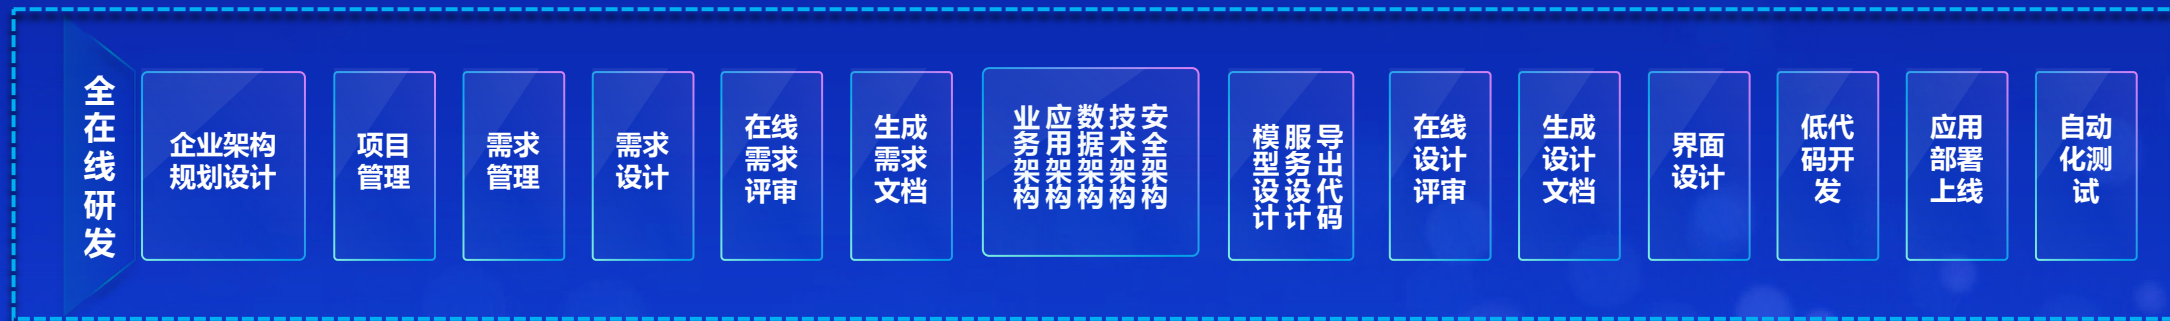 全在线研发
企业架构
规划设计
项目
管理
需求
管理
需求
设计
在线
需求
评审
生成
需求
文档
业务架构
应用架构
数据架构
技术架构
安全架构
模型设计
服务设计
导出代码
在线
设计
评审
生成
设计
文档
界面
设计
低代
码开
发
应用
部署
上线
自动
化测
试